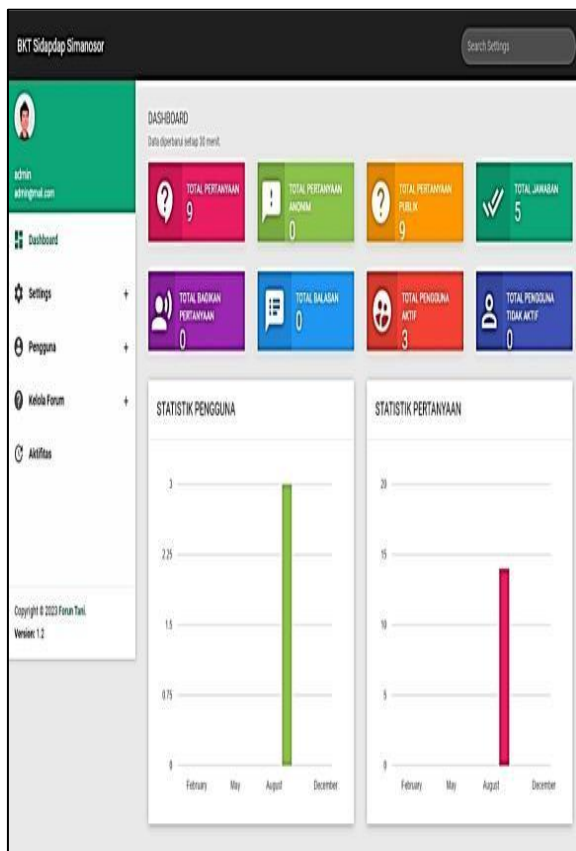 BKT Sidapdap Simanosor
Search Settings
admin
admin@mail.com
Dashboard
Settings +
Pengguna +
Kelola Forum +
Aktifitas
Copyright © 2023 Forun Tani.
Version: 1.2
DASHBOARD
Data diperbarui setiap 30 menit.
TOTAL PERTANYAAN
9
TOTAL PERTANYAAN
ANONIM
0
TOTAL PERTANYAAN
PUBLIK
9
TOTAL JAWABAN
5
TOTAL BAGIKAN
PERTANYAAN
0
TOTAL BALASAN
0
TOTAL PENGGUNA
AKTIF
3
TOTAL PENGGUNA
TIDAK AKTIF
0
STATISTIK PENGGUNA
3
2.25
1.5
0.75
0
February May August December
STATISTIK PERTANYAAN
20
15
10
5
0
February May August December